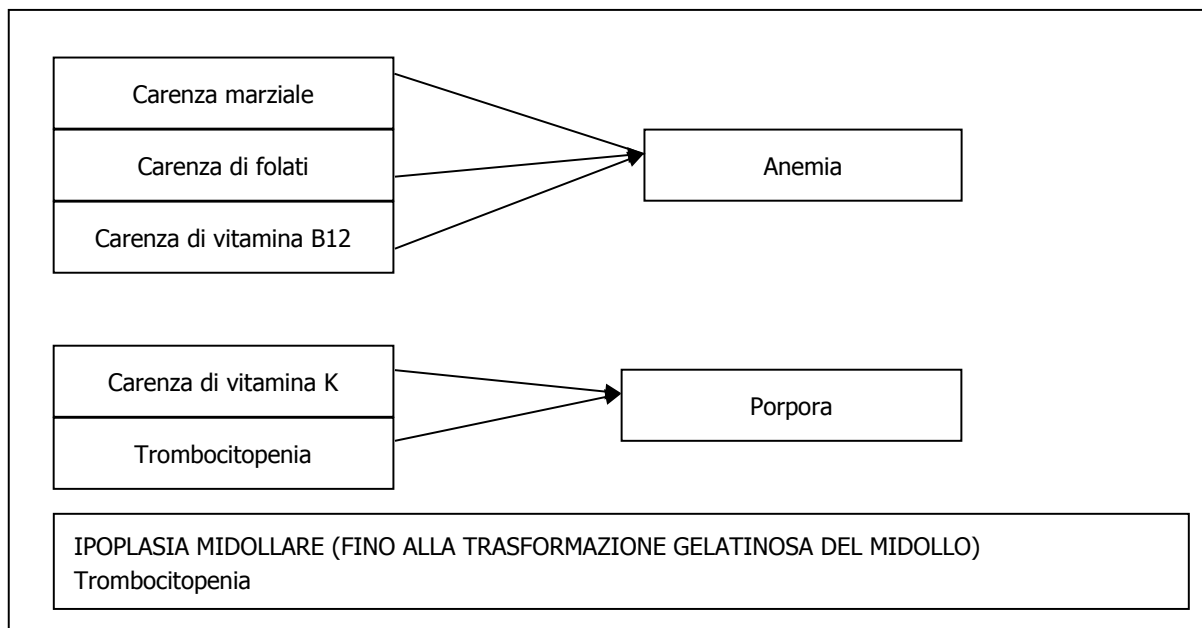 Carenza marziale
Carenza di folati
Carenza di vitamina B12
Anemia
Carenza di vitamina K
Trombocitopenia
Porpora
IPOPLASIA MIDOLLARE (FINO ALLA TRASFORMAZIONE GELATINOSA DEL MIDOLLO)
Trombocitopenia